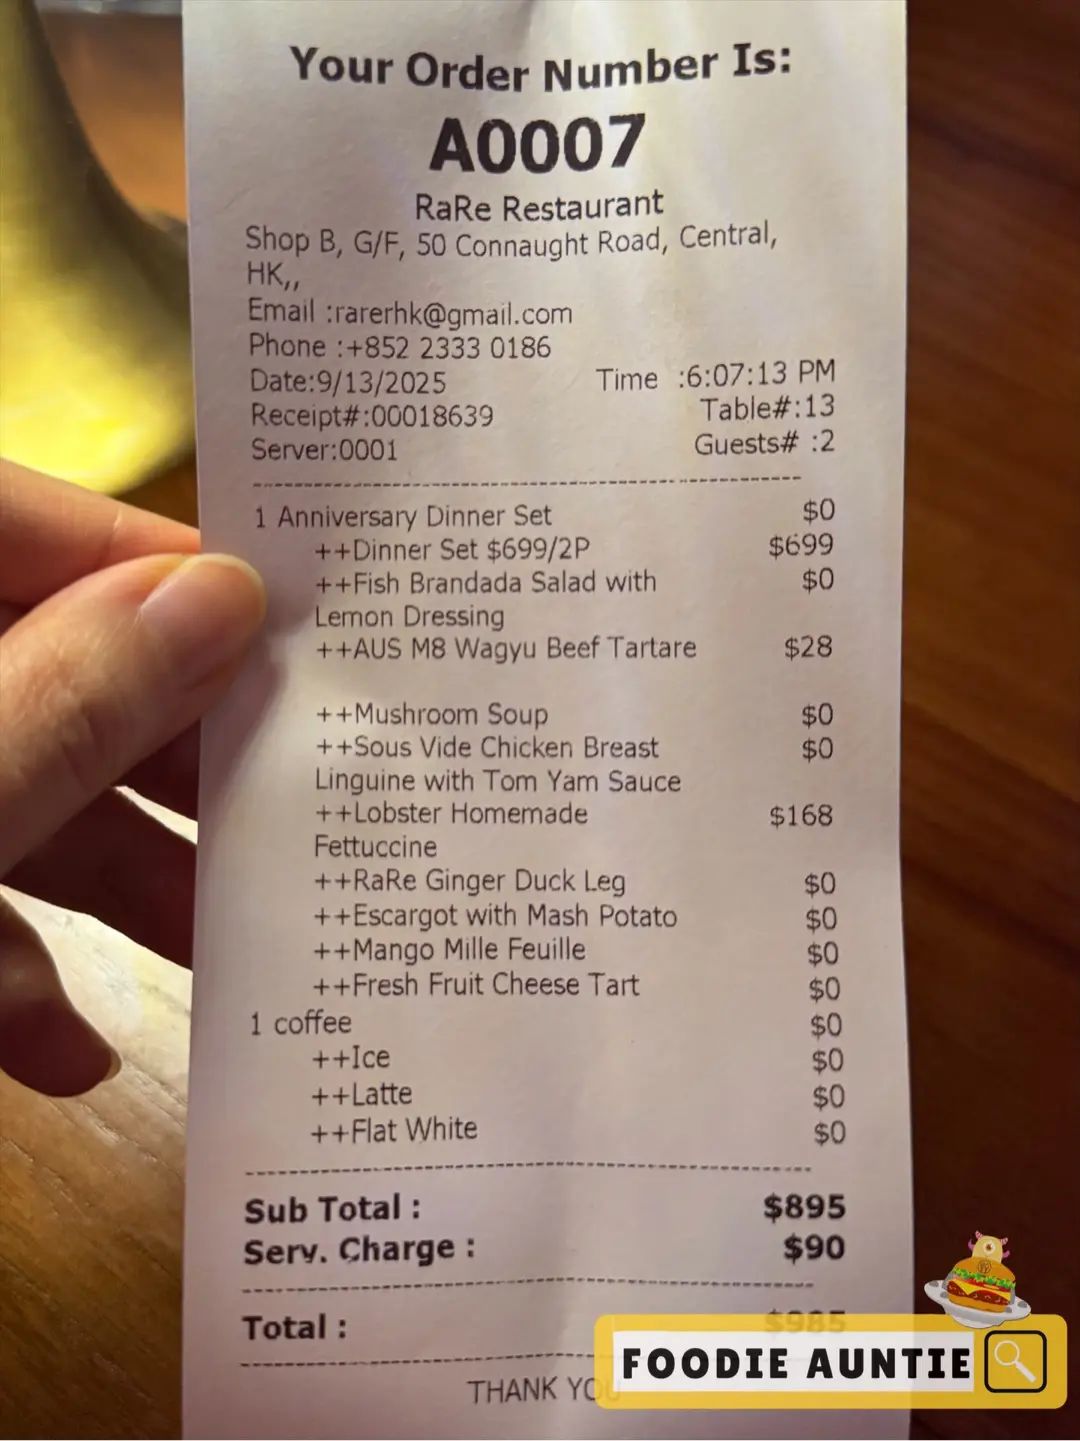 Your Order Number Is:
A0007
RaRe Restaurant
Shop B, G/F, 50 Connaught Road, Central,
HK,,
Email :rarerhk@gmail.com
Phone :+852 2333 0186
Date:9/13/2025 Time :6:07:13 PM
Receipt#:00018639 Table#:13
Server:0001 Guests# :2
1 Anniversary Dinner Set $0
++Dinner Set $699/2P $699
++Fish Brandada Salad with $0
Lemon Dressing
++AUS M8 Wagyu Beef Tartare $28
++Mushroom Soup $0
++Sous Vide Chicken Breast $0
Linguine with Tom Yam Sauce
++Lobster Homemade $168
Fettuccine
++RaRe Ginger Duck Leg $0
++Escargot with Mash Potato $0
++Mango Mille Feuille $0
++Fresh Fruit Cheese Tart $0
1 coffee $0
++Ice $0
++Latte $0
++Flat White $0
Sub Total : $895
Serv. Charge : $90
Total : $985
THANK YOU
FOODIE AUNTIE